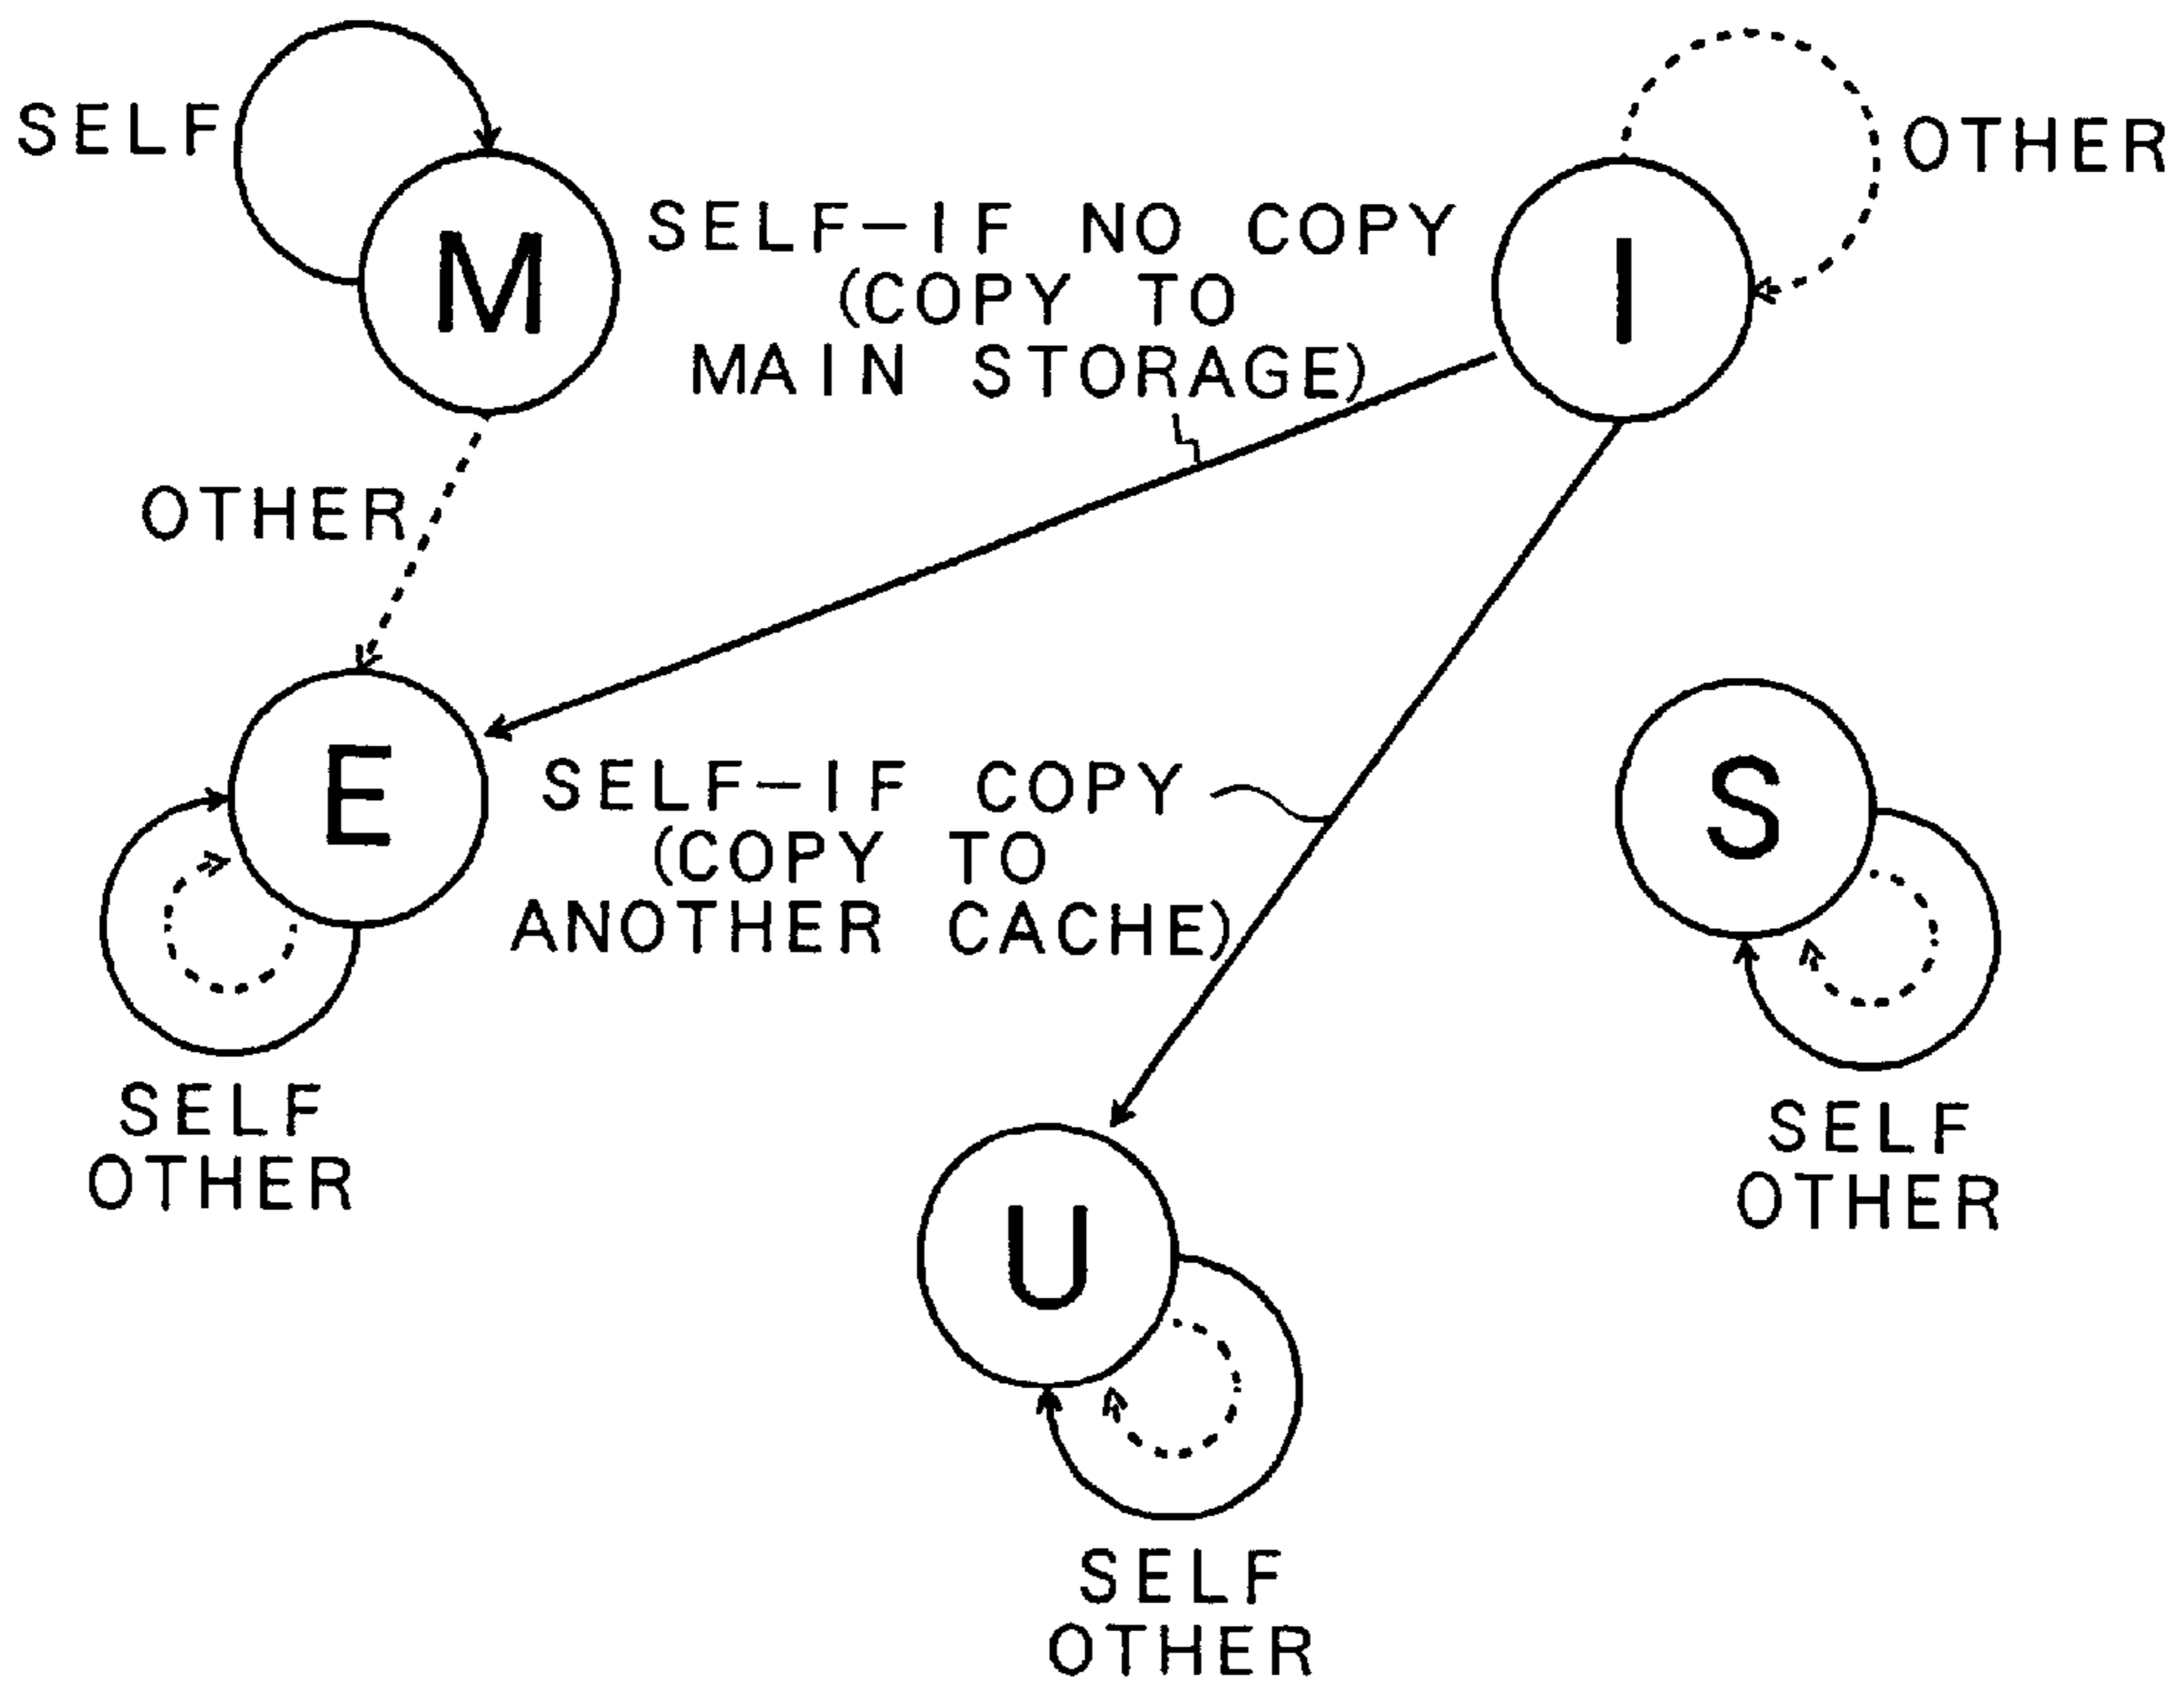 SELF
OTHER
M
SELF-IF NO COPY
(COPY TO
MAIN STORAGE)
I
OTHER
E
SELF-IF COPY
(COPY TO
ANOTHER CACHE)
S
SELF
OTHER
SELF
OTHER
U
SELF
OTHER